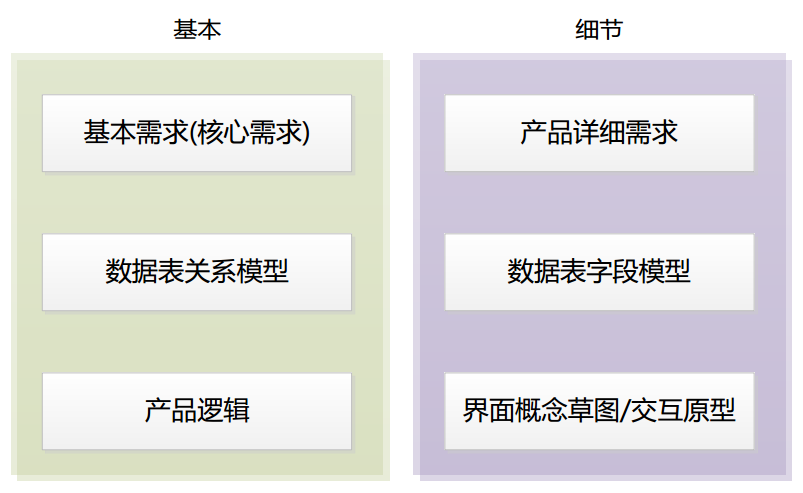 基本
基本需求(核心需求)
数据表关系模型
产品逻辑
细节
产品详细需求
数据表字段模型
界面概念草图/交互原型